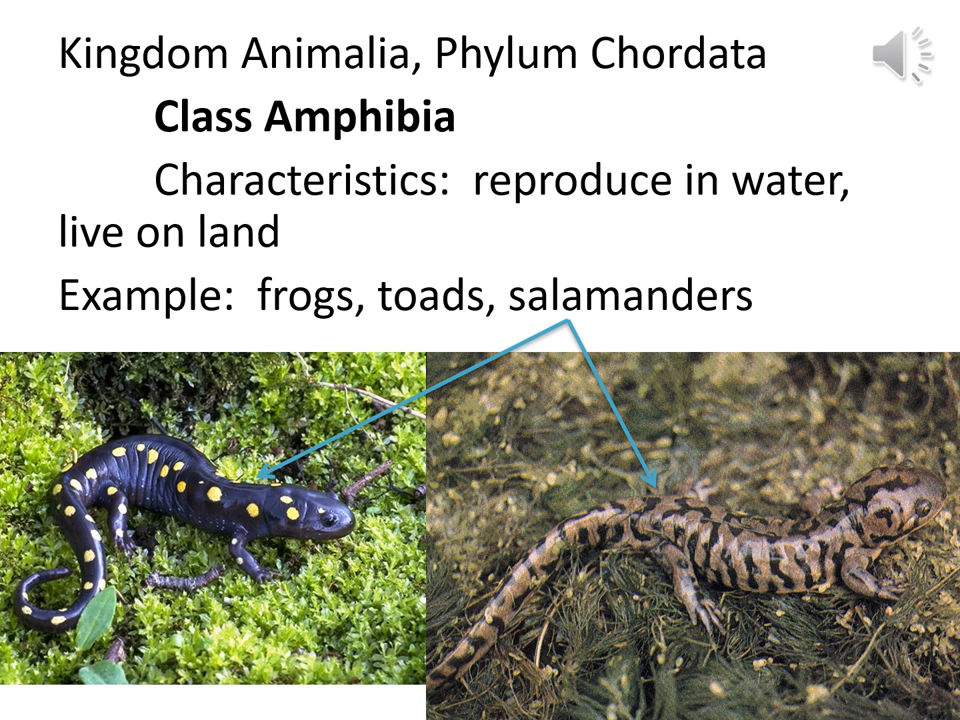 Kingdom Animalia, Phylum Chordata
Class Amphibia
Characteristics:  reproduce in water,
live on land
Example:  frogs, toads, salamanders